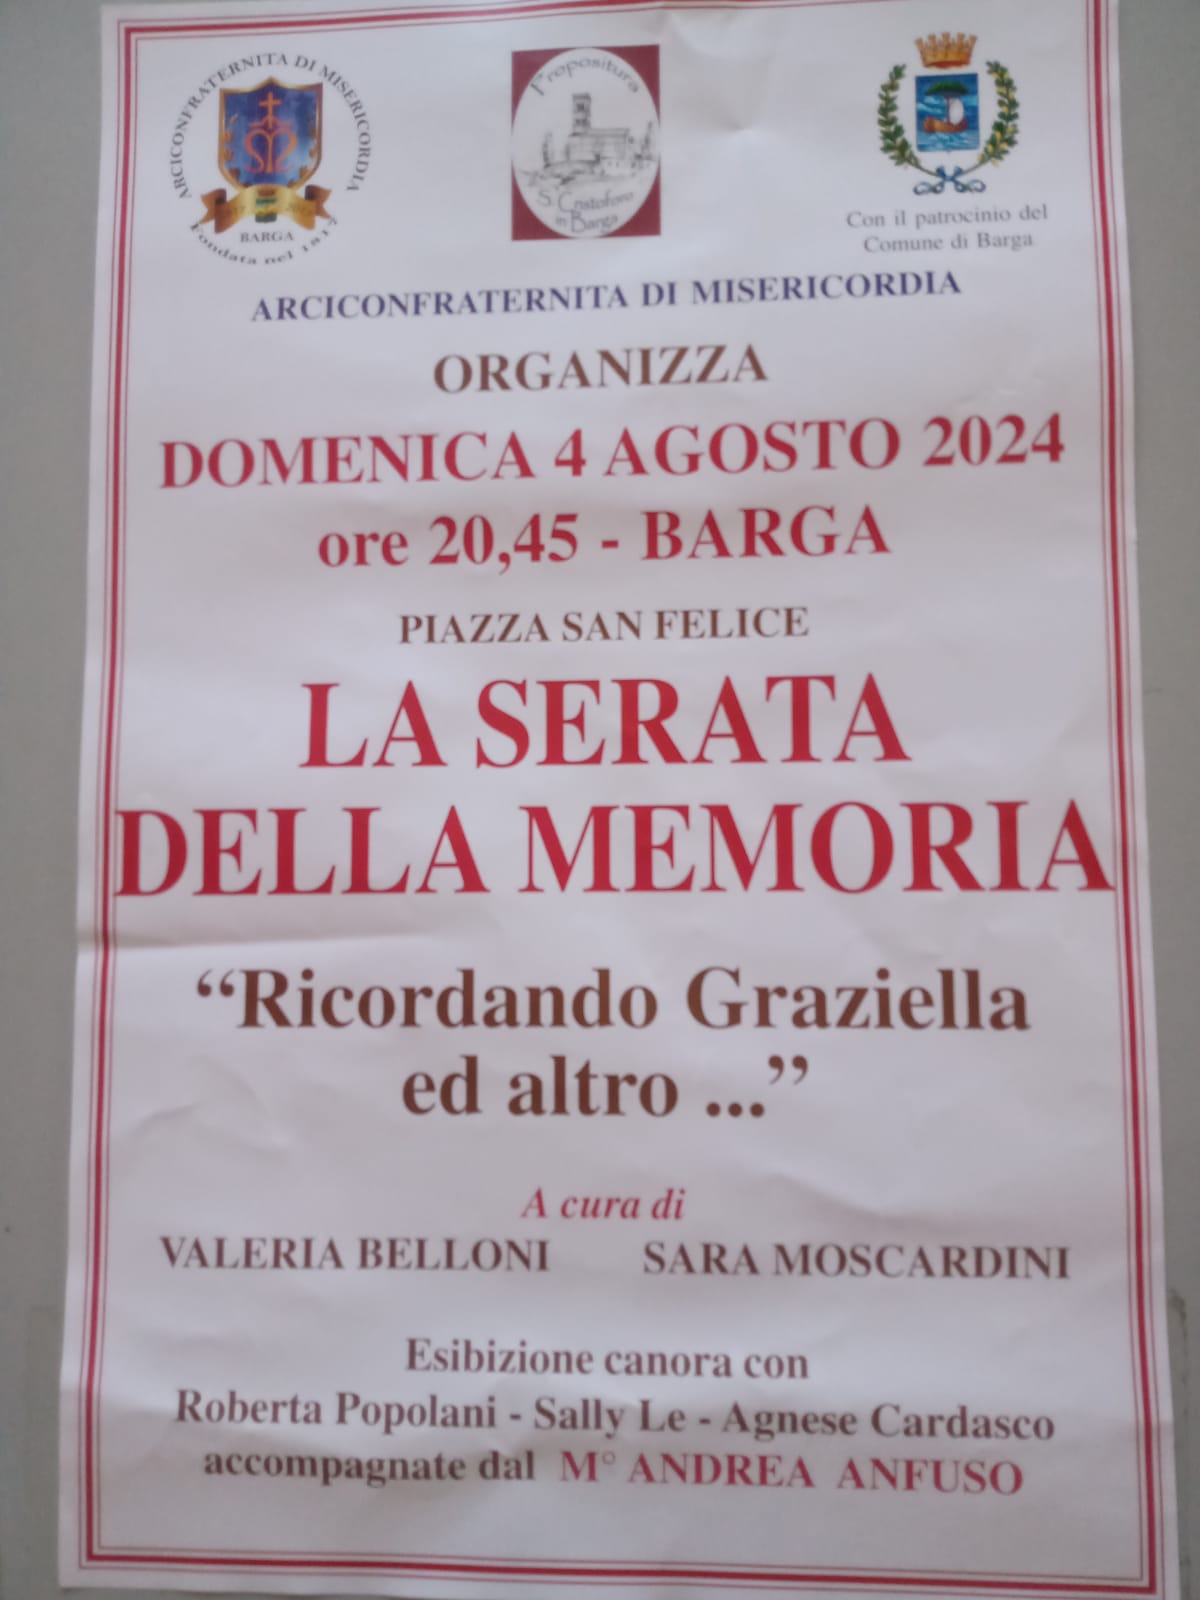 ARCICONFRATERNITA DI MISERICORDIA
BARGA
Fondata nel 1817
Propositura
S. Cristoforo
in Barga
Con il patrocinio del
Comune di Barga
ARCICONFRATERNITA DI MISERICORDIA
ORGANIZZA
DOMENICA 4 AGOSTO 2024
ore 20,45 - BARGA
PIAZZA SAN FELICE
LA SERATA
DELLA MEMORIA
“Ricordando Graziella
ed altro ...”
A cura di
VALERIA BELLONI SARA MOSCARDINI
Esibizione canora con
Roberta Popolani - Sally Le - Agnese Cardasco
accompagnate dal M° ANDREA ANFUSO